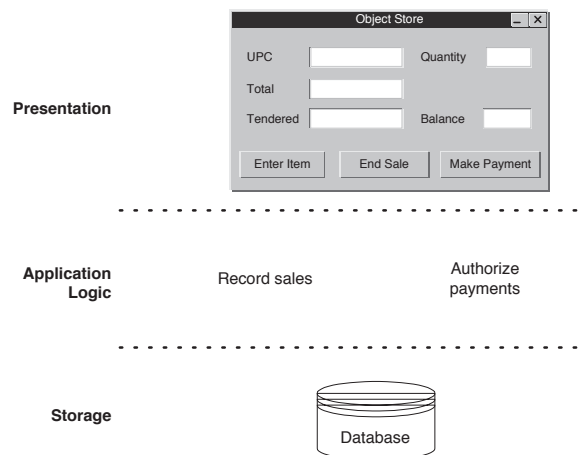 Object Store
UPC
Quantity
Total
Presentation
Tendered
Balance
Enter Item
End Sale
Make Payment
Application
Logic
Record sales
Authorize
payments
Storage
Database